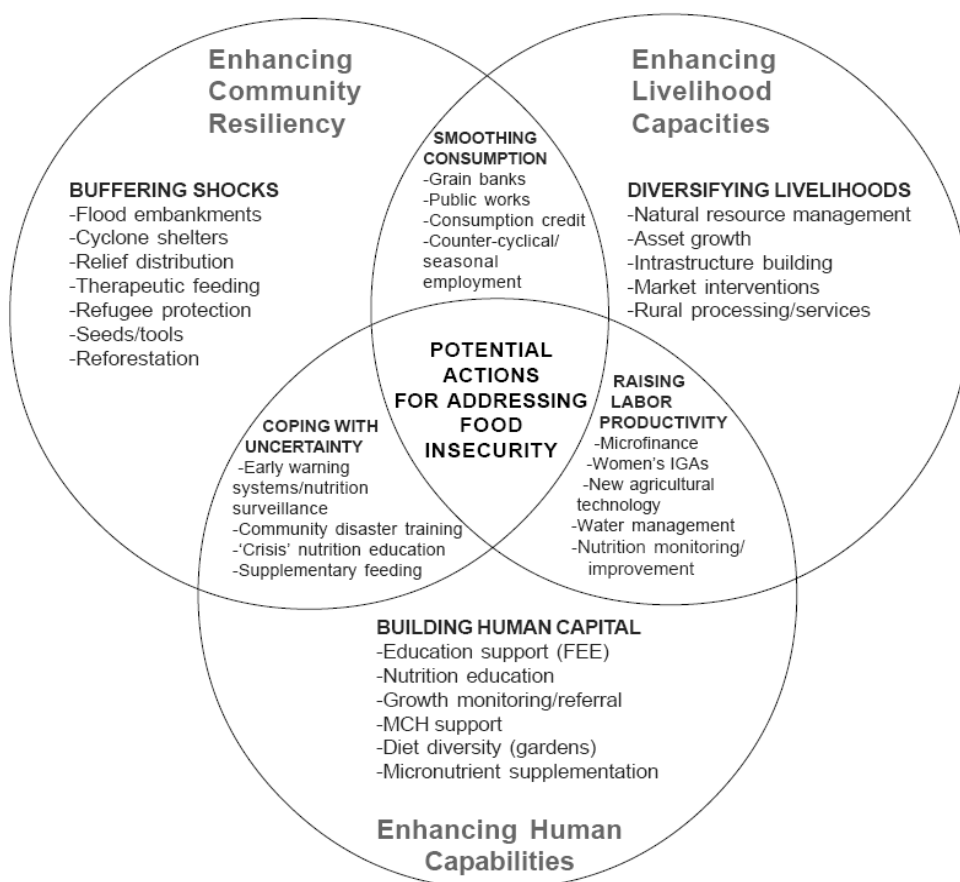 Enhancing
Community
Resiliency
Enhancing
Livelihood
Capacities
SMOOTHING
CONSUMPTION
-Grain banks
-Public works
-Consumption credit
-Counter-cyclical/
seasonal
employment
BUFFERING SHOCKS
-Flood embankments
-Cyclone shelters
-Relief distribution
-Therapeutic feeding
-Refugee protection
-Seeds/tools
-Reforestation
DIVERSIFYING LIVELIHOODS
-Natural resource management
-Asset growth
-Intrastructure building
-Market interventions
-Rural processing/services
POTENTIAL
ACTIONS
FOR ADDRESSING
FOOD
INSECURITY
COPING WITH
UNCERTAINTY
-Early warning
systems/nutrition
surveillance
-Community disaster training
-‘Crisis’ nutrition education
-Supplementary feeding
RAISING
LABOR
PRODUCTIVITY
-Microfinance
-Women’s IGAs
-New agricultural
technology
-Water management
-Nutrition monitoring/
improvement
BUILDING HUMAN CAPITAL
-Education support (FEE)
-Nutrition education
-Growth monitoring/referral
-MCH support
-Diet diversity (gardens)
-Micronutrient supplementation
Enhancing Human
Capabilities